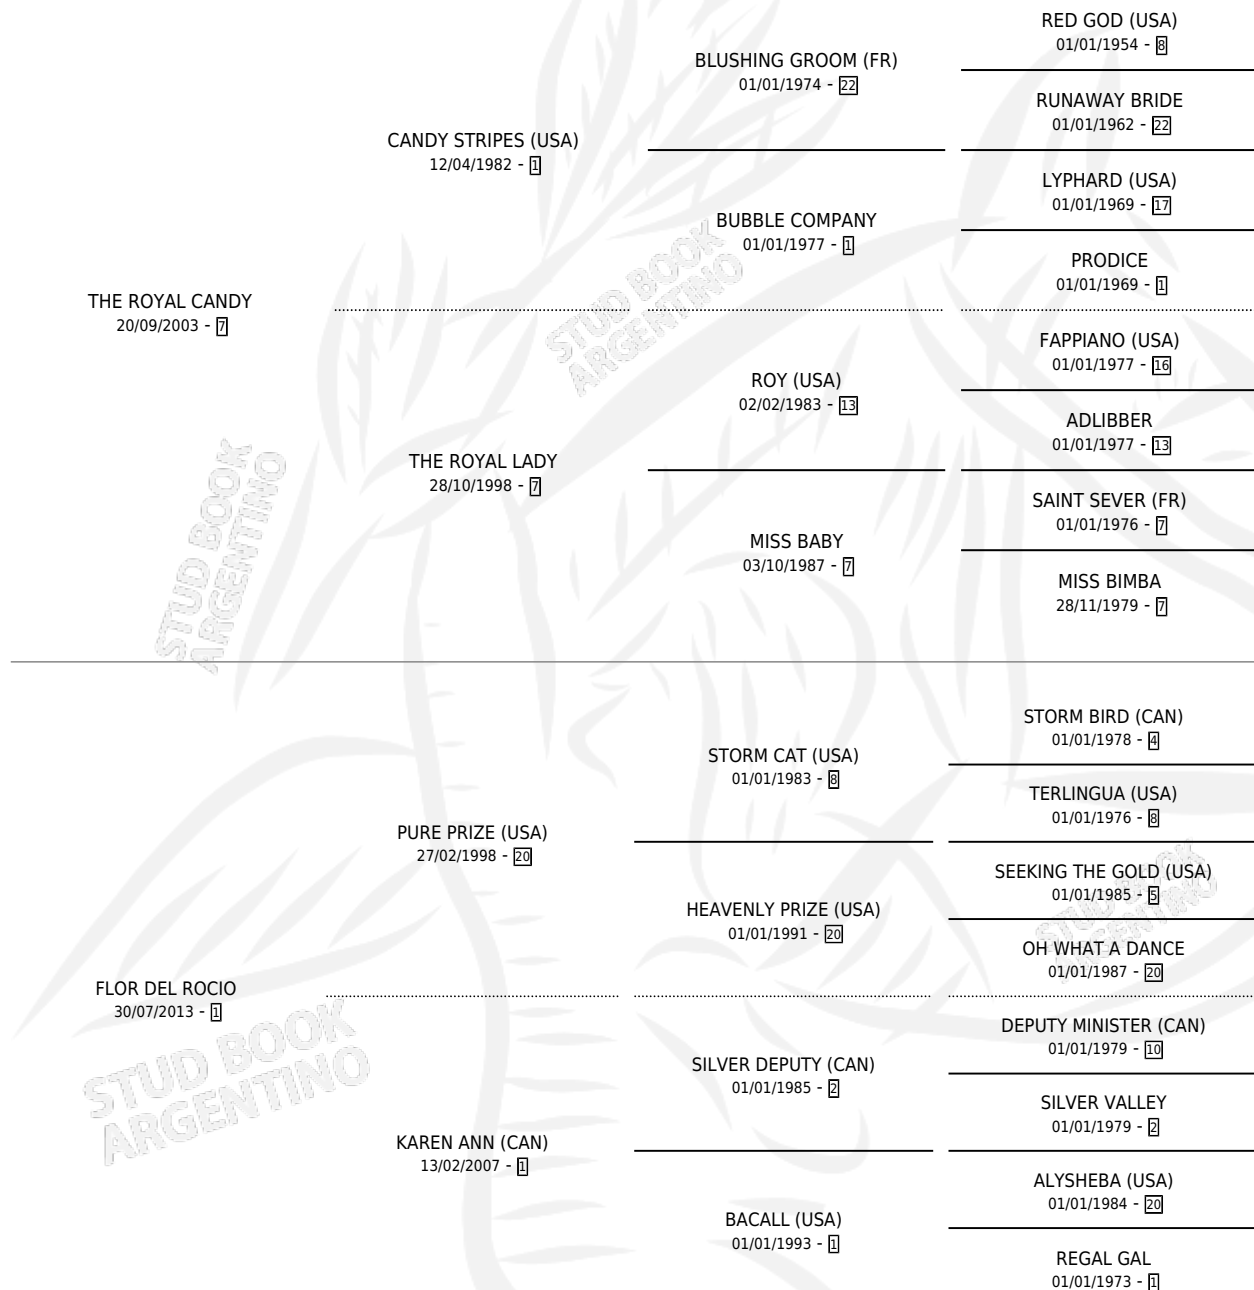 RED GOD (USA)
01/01/1954 - 8
BLUSHING GROOM (FR)
01/01/1974 - 22
RUNAWAY BRIDE
01/01/1962 - 22
CANDY STRIPES (USA)
12/04/1982 - 1
LYPHARD (USA)
01/01/1969 - 17
BUBBLE COMPANY
01/01/1977 - 1
PRODICE
01/01/1969 - 1
THE ROYAL CANDY
20/09/2003 - 7
FAPPIANO (USA)
01/01/1977 - 16
ROY (USA)
02/02/1983 - 13
ADLIBBER
01/01/1977 - 13
THE ROYAL LADY
28/10/1998 - 7
SAINT SEVER (FR)
01/01/1976 - 7
MISS BABY
03/10/1987 - 7
MISS BIMBA
28/11/1979 - 7
STORM BIRD (CAN)
01/01/1978 - 4
STORM CAT (USA)
01/01/1983 - 8
TERLINGUA (USA)
01/01/1976 - 8
PURE PRIZE (USA)
27/02/1998 - 20
SEEKING THE GOLD (USA)
01/01/1985 - 5
HEAVENLY PRIZE (USA)
01/01/1991 - 20
OH WHAT A DANCE
01/01/1987 - 20
FLOR DEL ROCIO
30/07/2013 - 1
DEPUTY MINISTER (CAN)
01/01/1979 - 10
SILVER DEPUTY (CAN)
01/01/1985 - 2
SILVER VALLEY
01/01/1979 - 2
KAREN ANN (CAN)
13/02/2007 - 1
ALYSHEBA (USA)
01/01/1984 - 20
BACALL (USA)
01/01/1993 - 1
REGAL GAL
01/01/1973 - 1
STUD BOOK
ARGENTINO
STUD BOOK
ARGENTINO
STUD BOOK
ARGENTINO
STUD BOOK
ARGENTINO